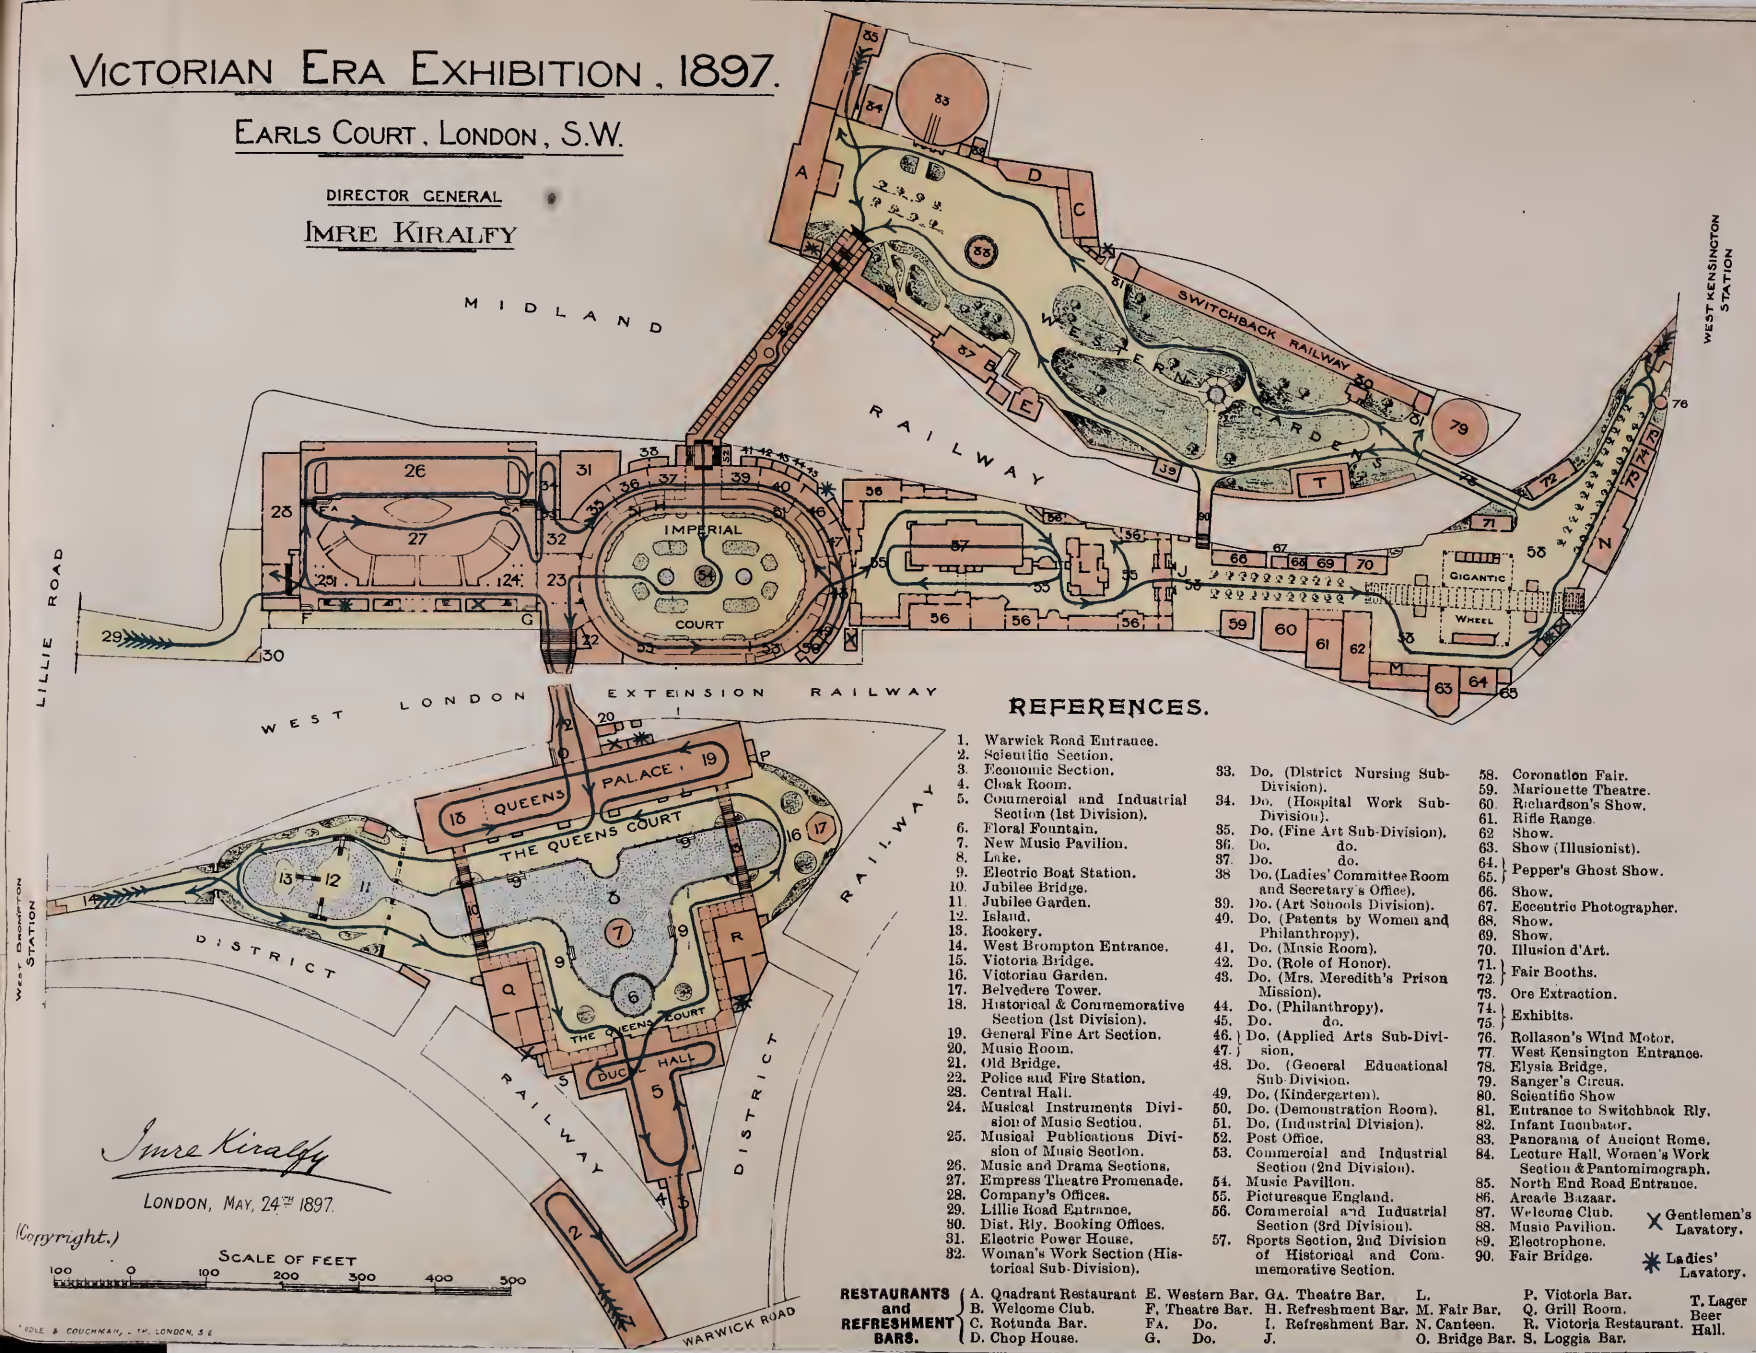 VICTORIAN ERA EXHIBITION, 1897.
EARLS COURT, LONDON, S.W.
DIRECTOR GENERAL
IMRE KIRALFY
MIDLAND
RAILWAY
WEST KENSINGTON
STATION
SWITCHBACK RAILWAY
WESTERN GARDENS
IMPERIAL
COURT
GIGANTIC
WHEEL
LILLIE ROAD
WEST LONDON EXTENSION RAILWAY
QUEENS PALACE
THE QUEENS COURT
RAILWAY
WEST BROMPTON
STATION
DISTRICT
THE QUEENS COURT
DUCAL HALL
RAILWAY
DISTRICT
WARWICK ROAD
Imre Kiralfy
LONDON, MAY, 24TH 1897.
(Copyright.)
SCALE OF FEET
100 0 100 200 300 400 500
REFERENCES.
1. Warwick Road Entrance.
2. Scientific Section.
3. Economic Section.
4. Cloak Room.
5. Commercial and Industrial
Section (1st Division).
6. Floral Fountain.
7. New Music Pavilion.
8. Lake.
9. Electric Boat Station.
10. Jubilee Bridge.
11. Jubilee Garden.
12. Island.
13. Rockery.
14. West Brompton Entrance.
15. Victoria Bridge.
16. Victorian Garden.
17. Belvedere Tower.
18. Historical & Commemorative
Section (1st Division).
19. General Fine Art Section.
20. Music Room.
21. Old Bridge.
22. Police and Fire Station.
23. Central Hall.
24. Musical Instruments Divi-
sion of Music Section.
25. Musical Publications Divi-
sion of Music Section.
26. Music and Drama Sections.
27. Empress Theatre Promenade.
28. Company's Offices.
29. Lillie Road Entrance.
30. Dist. Rly. Booking Offices.
31. Electric Power House.
32. Woman's Work Section (His-
torical Sub-Division).
33. Do. (District Nursing Sub-
Division).
34. Do. (Hospital Work Sub-
Division).
35. Do. (Fine Art Sub-Division).
36. Do. do.
37. Do. do.
38 Do. (Ladies' Committee Room
and Secretary's Office).
39. Do. (Art Schools Division).
40. Do. (Patents by Women and
Philanthropy).
41. Do. (Music Room).
42. Do. (Role of Honor).
43. Do. (Mrs. Meredith's Prison
Mission).
44. Do. (Philanthropy).
45. Do. do.
46. } Do. (Applied Arts Sub-Divi-
47. } sion.
48. Do. (General Educational
Sub-Division.
49. Do. (Kindergarten).
50. Do. (Demonstration Room).
51. Do. (Industrial Division).
52. Post Office.
53. Commercial and Industrial
Section (2nd Division).
54. Music Pavilion.
55. Picturesque England.
56. Commercial and Industrial
Section (3rd Division).
57. Sports Section, 2nd Division
of Historical and Com-
memorative Section.
58. Coronation Fair.
59. Marionette Theatre.
60. Richardson's Show.
61. Rifle Range.
62 Show.
63. Show (Illusionist).
64. }
65. } Pepper's Ghost Show.
66. Show.
67. Eccentric Photographer.
68. Show.
69. Show.
70. Illusion d'Art.
71. }
72. } Fair Booths.
73. Ore Extraction.
74. }
75. } Exhibits.
76. Rollason's Wind Motor.
77. West Kensington Entrance.
78. Elysia Bridge.
79. Sanger's Circus.
80. Scientific Show
81. Entrance to Switchback Rly.
82. Infant Incubator.
83. Panorama of Ancient Rome.
84. Lecture Hall, Women's Work
Section & Pantomimograph.
85. North End Road Entrance.
86. Arcade Bazaar.
87. Welcome Club.
88. Music Pavilion.
89. Electrophone.
90. Fair Bridge.
X Gentlemen's
Lavatory.
Ladies'
Lavatory.
RESTAURANTS
and
REFRESHMENT
BARS.
A. Quadrant Restaurant
B. Welcome Club.
C. Rotunda Bar.
D. Chop House.
E. Western Bar.
F. Theatre Bar.
FA. Do.
G. Do.
GA. Theatre Bar.
H. Refreshment Bar.
I. Refreshment Bar.
J.
L.
M. Fair Bar.
N. Canteen.
O. Bridge Bar.
P. Victoria Bar.
Q. Grill Room.
R. Victoria Restaurant.
S. Loggia Bar.
T. Lager
Beer
Hall.
& COUCHMAN, LONDON, S.E